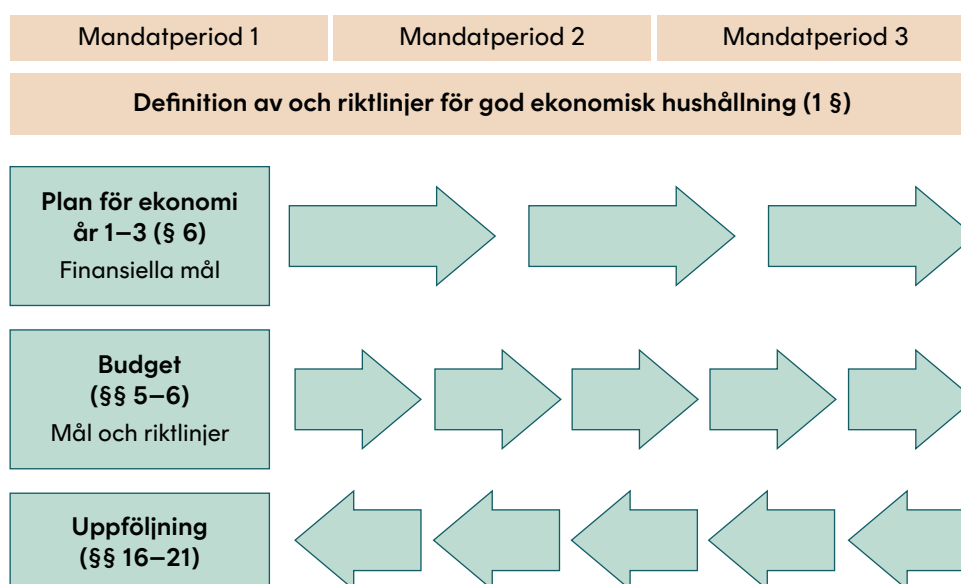 Mandatperiod 1
Mandatperiod 2
Mandatperiod 3
Definition av och riktlinjer för god ekonomisk hushållning (1 §)
Plan för ekonomi
år 1–3 (§ 6)
Finansiella mål
Budget
(§§ 5–6)
Mål och riktlinjer
Uppföljning
(§§ 16–21)